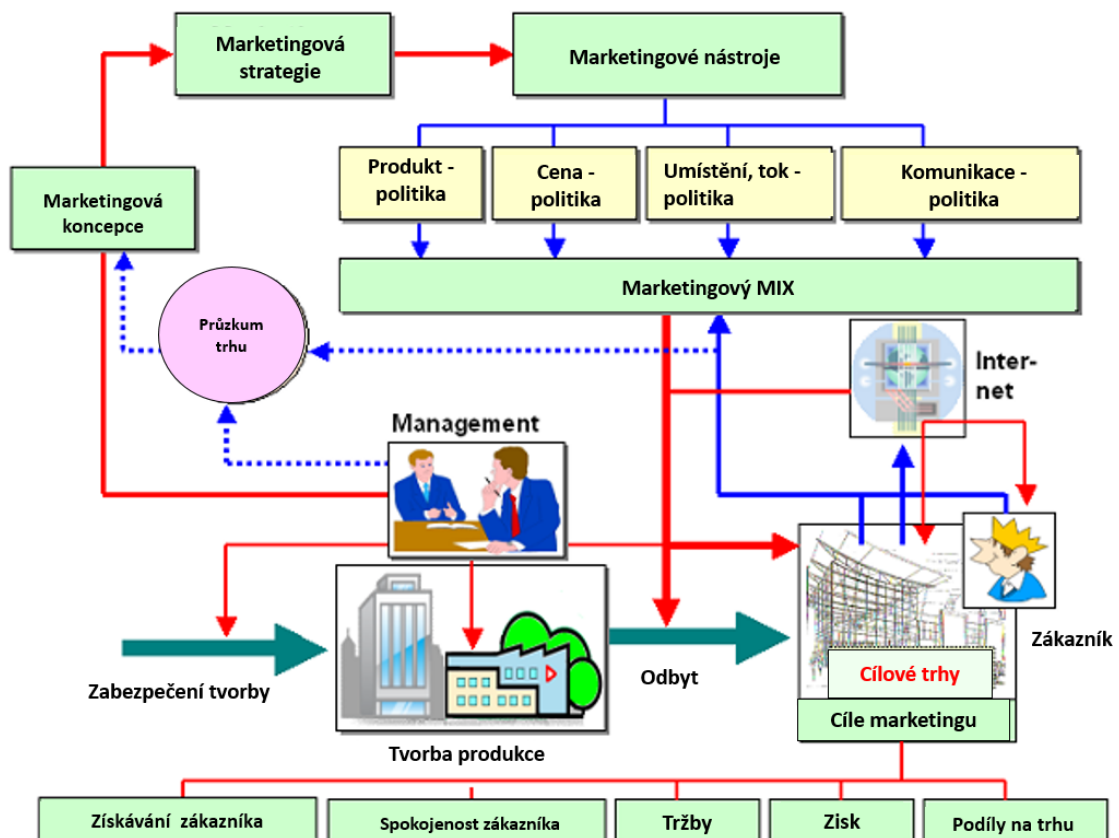 Marketingová
strategie
Marketingové nástroje
Produkt -
politika
Cena -
politika
Umístění, tok -
politika
Komunikace -
politika
Marketingová
koncepce
Marketingový MIX
Průzkum
trhu
Inter-
net
Management
Zákazník
Zabezpečení tvorby
Odbyt
Cílové trhy
Cíle marketingu
Tvorba produkce
Získávání zákazníka
Spokojenost zákazníka
Tržby
Zisk
Podíly na trhu